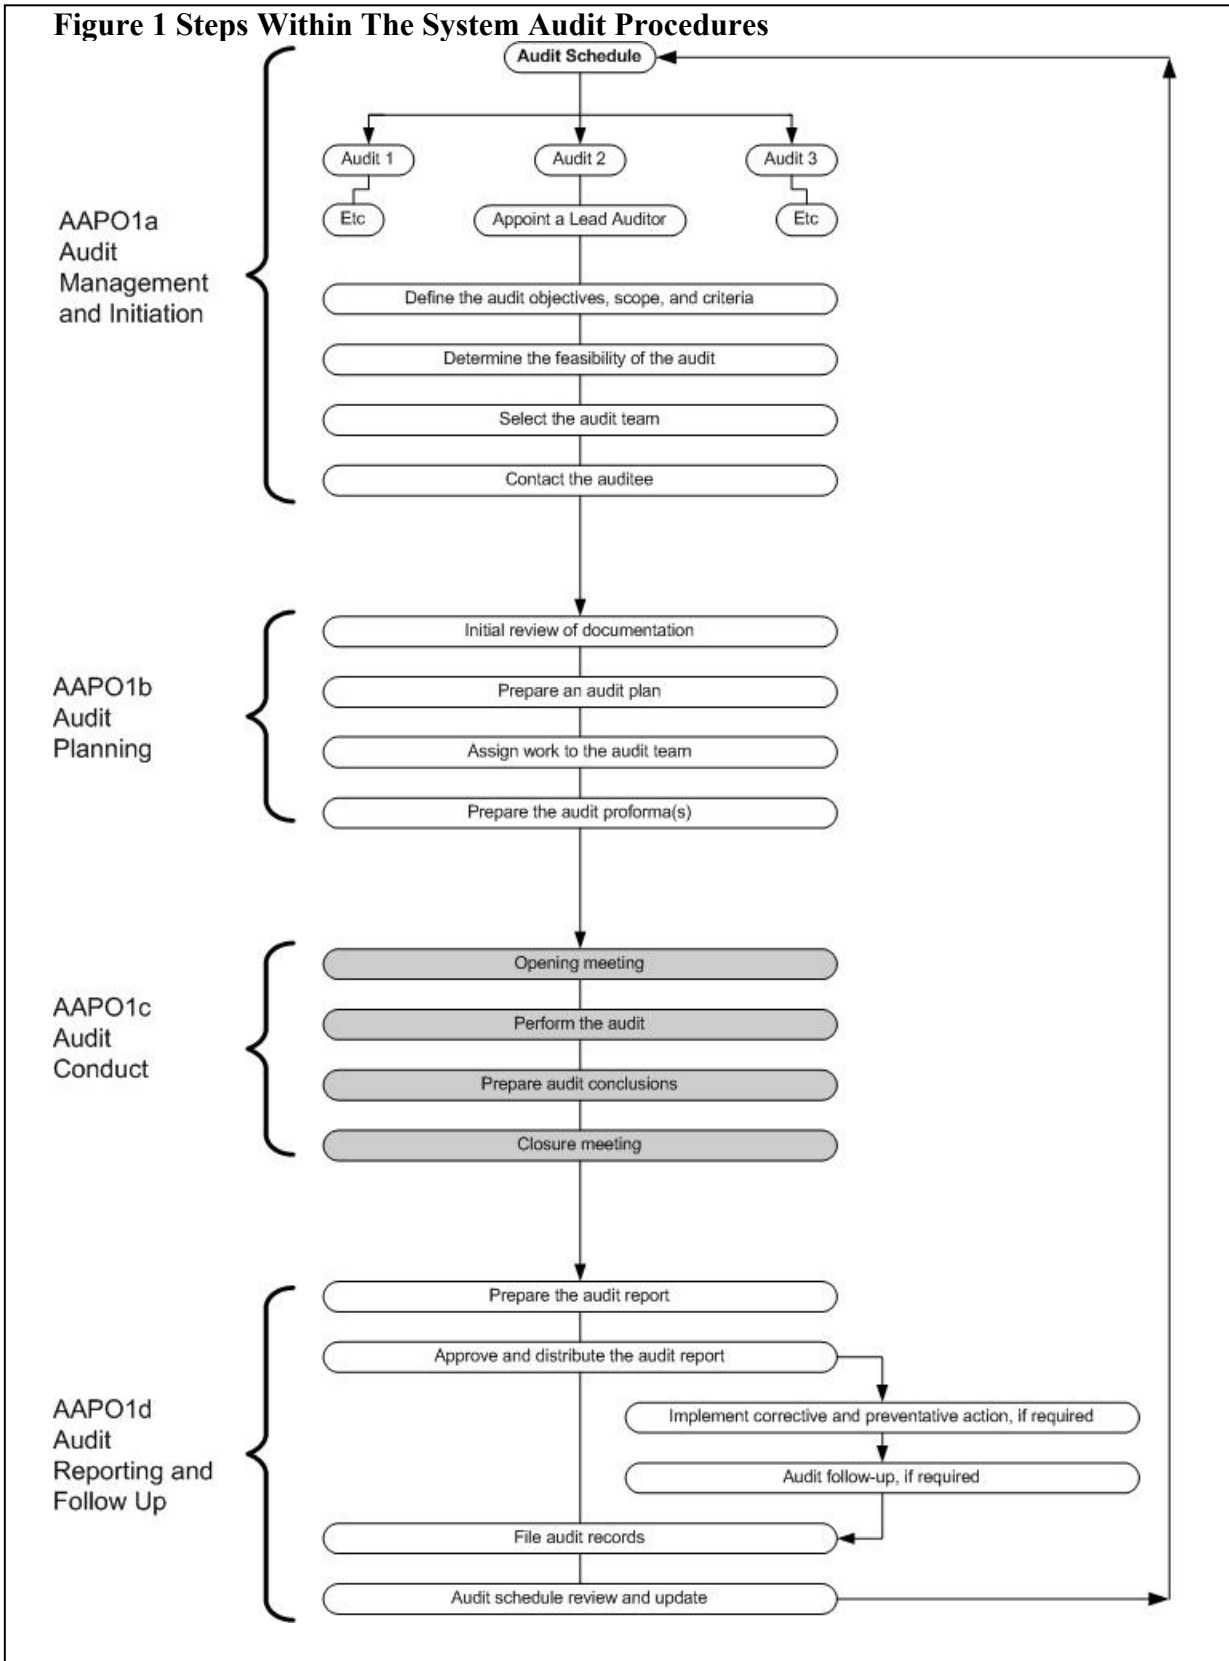 Figure 1 Steps Within The System Audit Procedures
Audit Schedule
Audit 1
Audit 2
Audit 3
Etc
Appoint a Lead Auditor
Etc
AAPO1a
Audit
Management
and Initiation
Define the audit objectives, scope, and criteria
Determine the feasibility of the audit
Select the audit team
Contact the auditee
AAPO1b
Audit
Planning
Initial review of documentation
Prepare an audit plan
Assign work to the audit team
Prepare the audit proforma(s)
AAPO1c
Audit
Conduct
Opening meeting
Perform the audit
Prepare audit conclusions
Closure meeting
AAPO1d
Audit
Reporting and
Follow Up
Prepare the audit report
Approve and distribute the audit report
Implement corrective and preventative action, if required
Audit follow-up, if required
File audit records
Audit schedule review and update